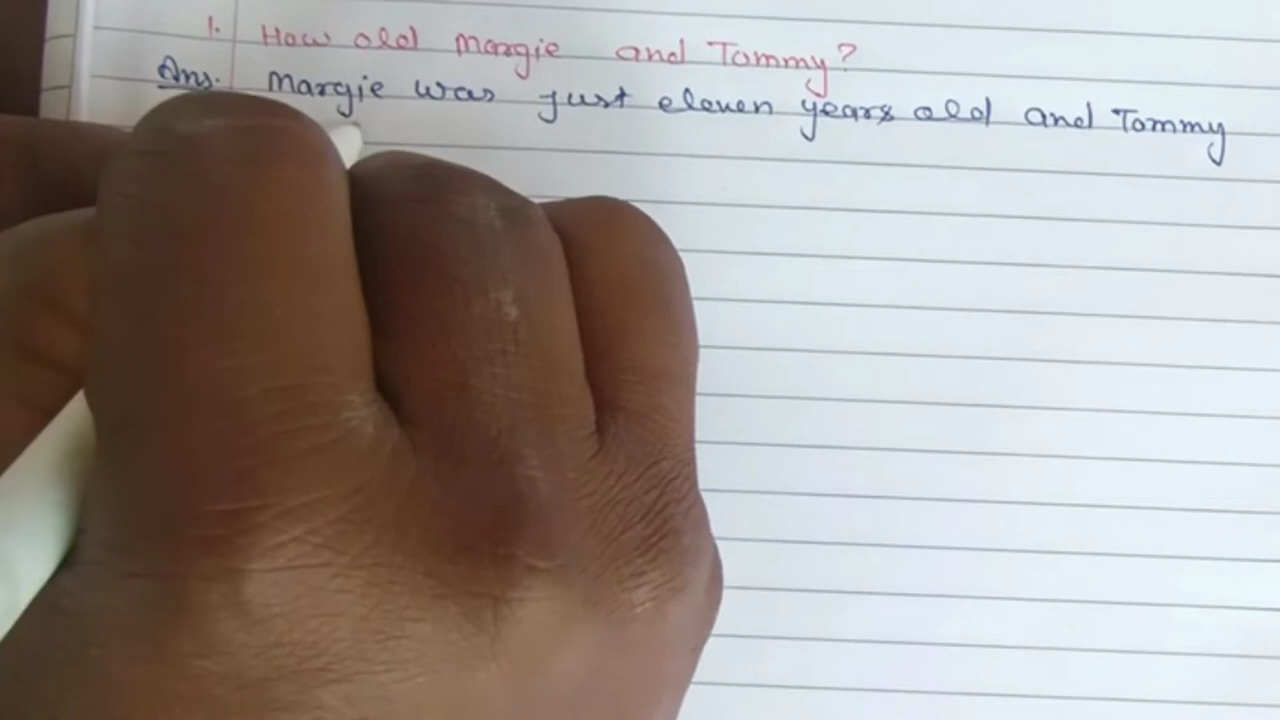 1. How old Margie and Tommy?
Ans. Margie was just eleven years old and Tommy